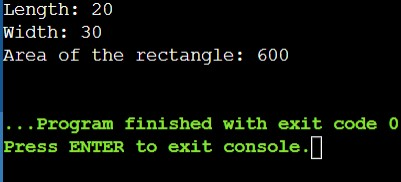 Length: 20
Width: 30
Area of the rectangle: 600
...Program finished with exit code 0
Press ENTER to exit console.